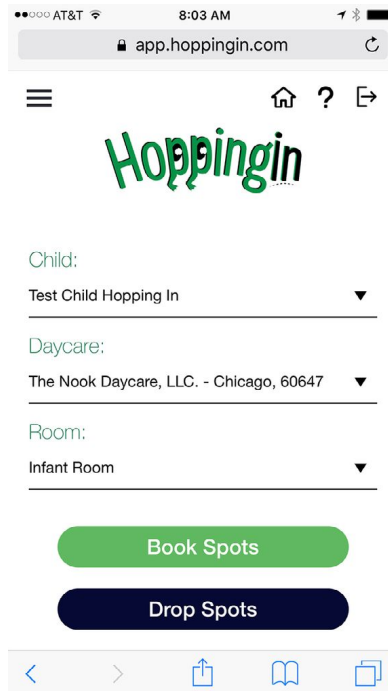 AT&T 8:03 AM
app.hoppingin.com
?
Hoppingin
Child:
Test Child Hopping In
Daycare:
The Nook Daycare, LLC. - Chicago, 60647
Room:
Infant Room
Book Spots
Drop Spots